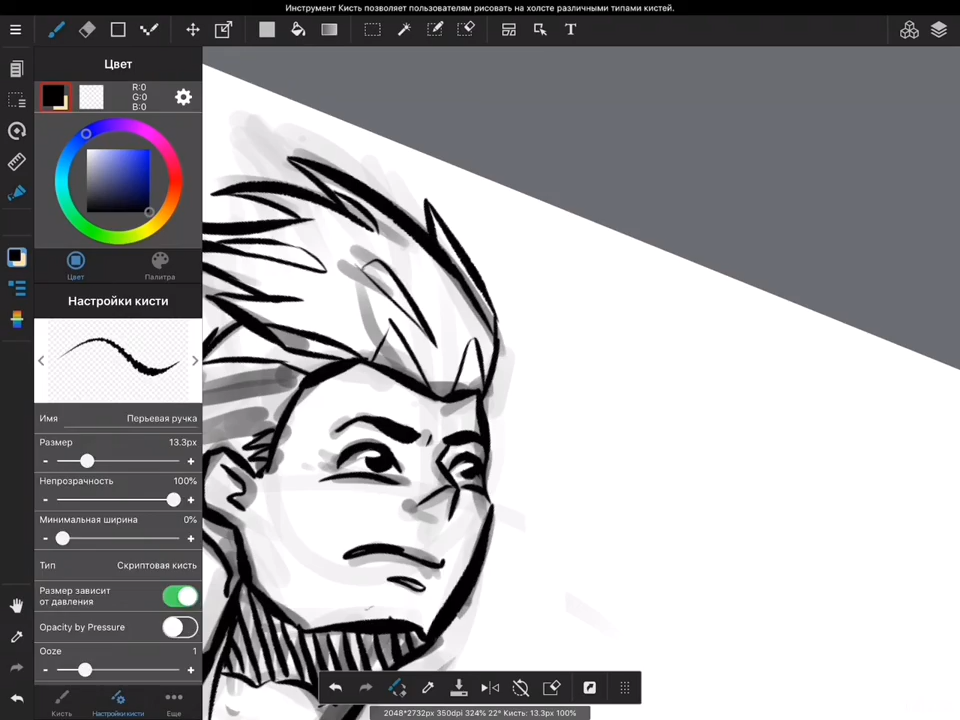 Инструмент Кисть позволяет пользователям рисовать на холсте различными типами кистей.
T
Цвет
R:0
G:0
B:0
Цвет
Палитра
Настройки кисти
Имя
Перьевая ручка
Размер
13.3px
- +
Непрозрачность
100%
- +
Минимальная ширина
0%
- +
Тип
Скриптовая кисть
Размер зависит
от давления
Opacity by Pressure
Ooze
1
- +
Кисть
Настройки кисти
Еще
2048*2732px 350dpi 324% 22° Кисть: 13.3px 100%